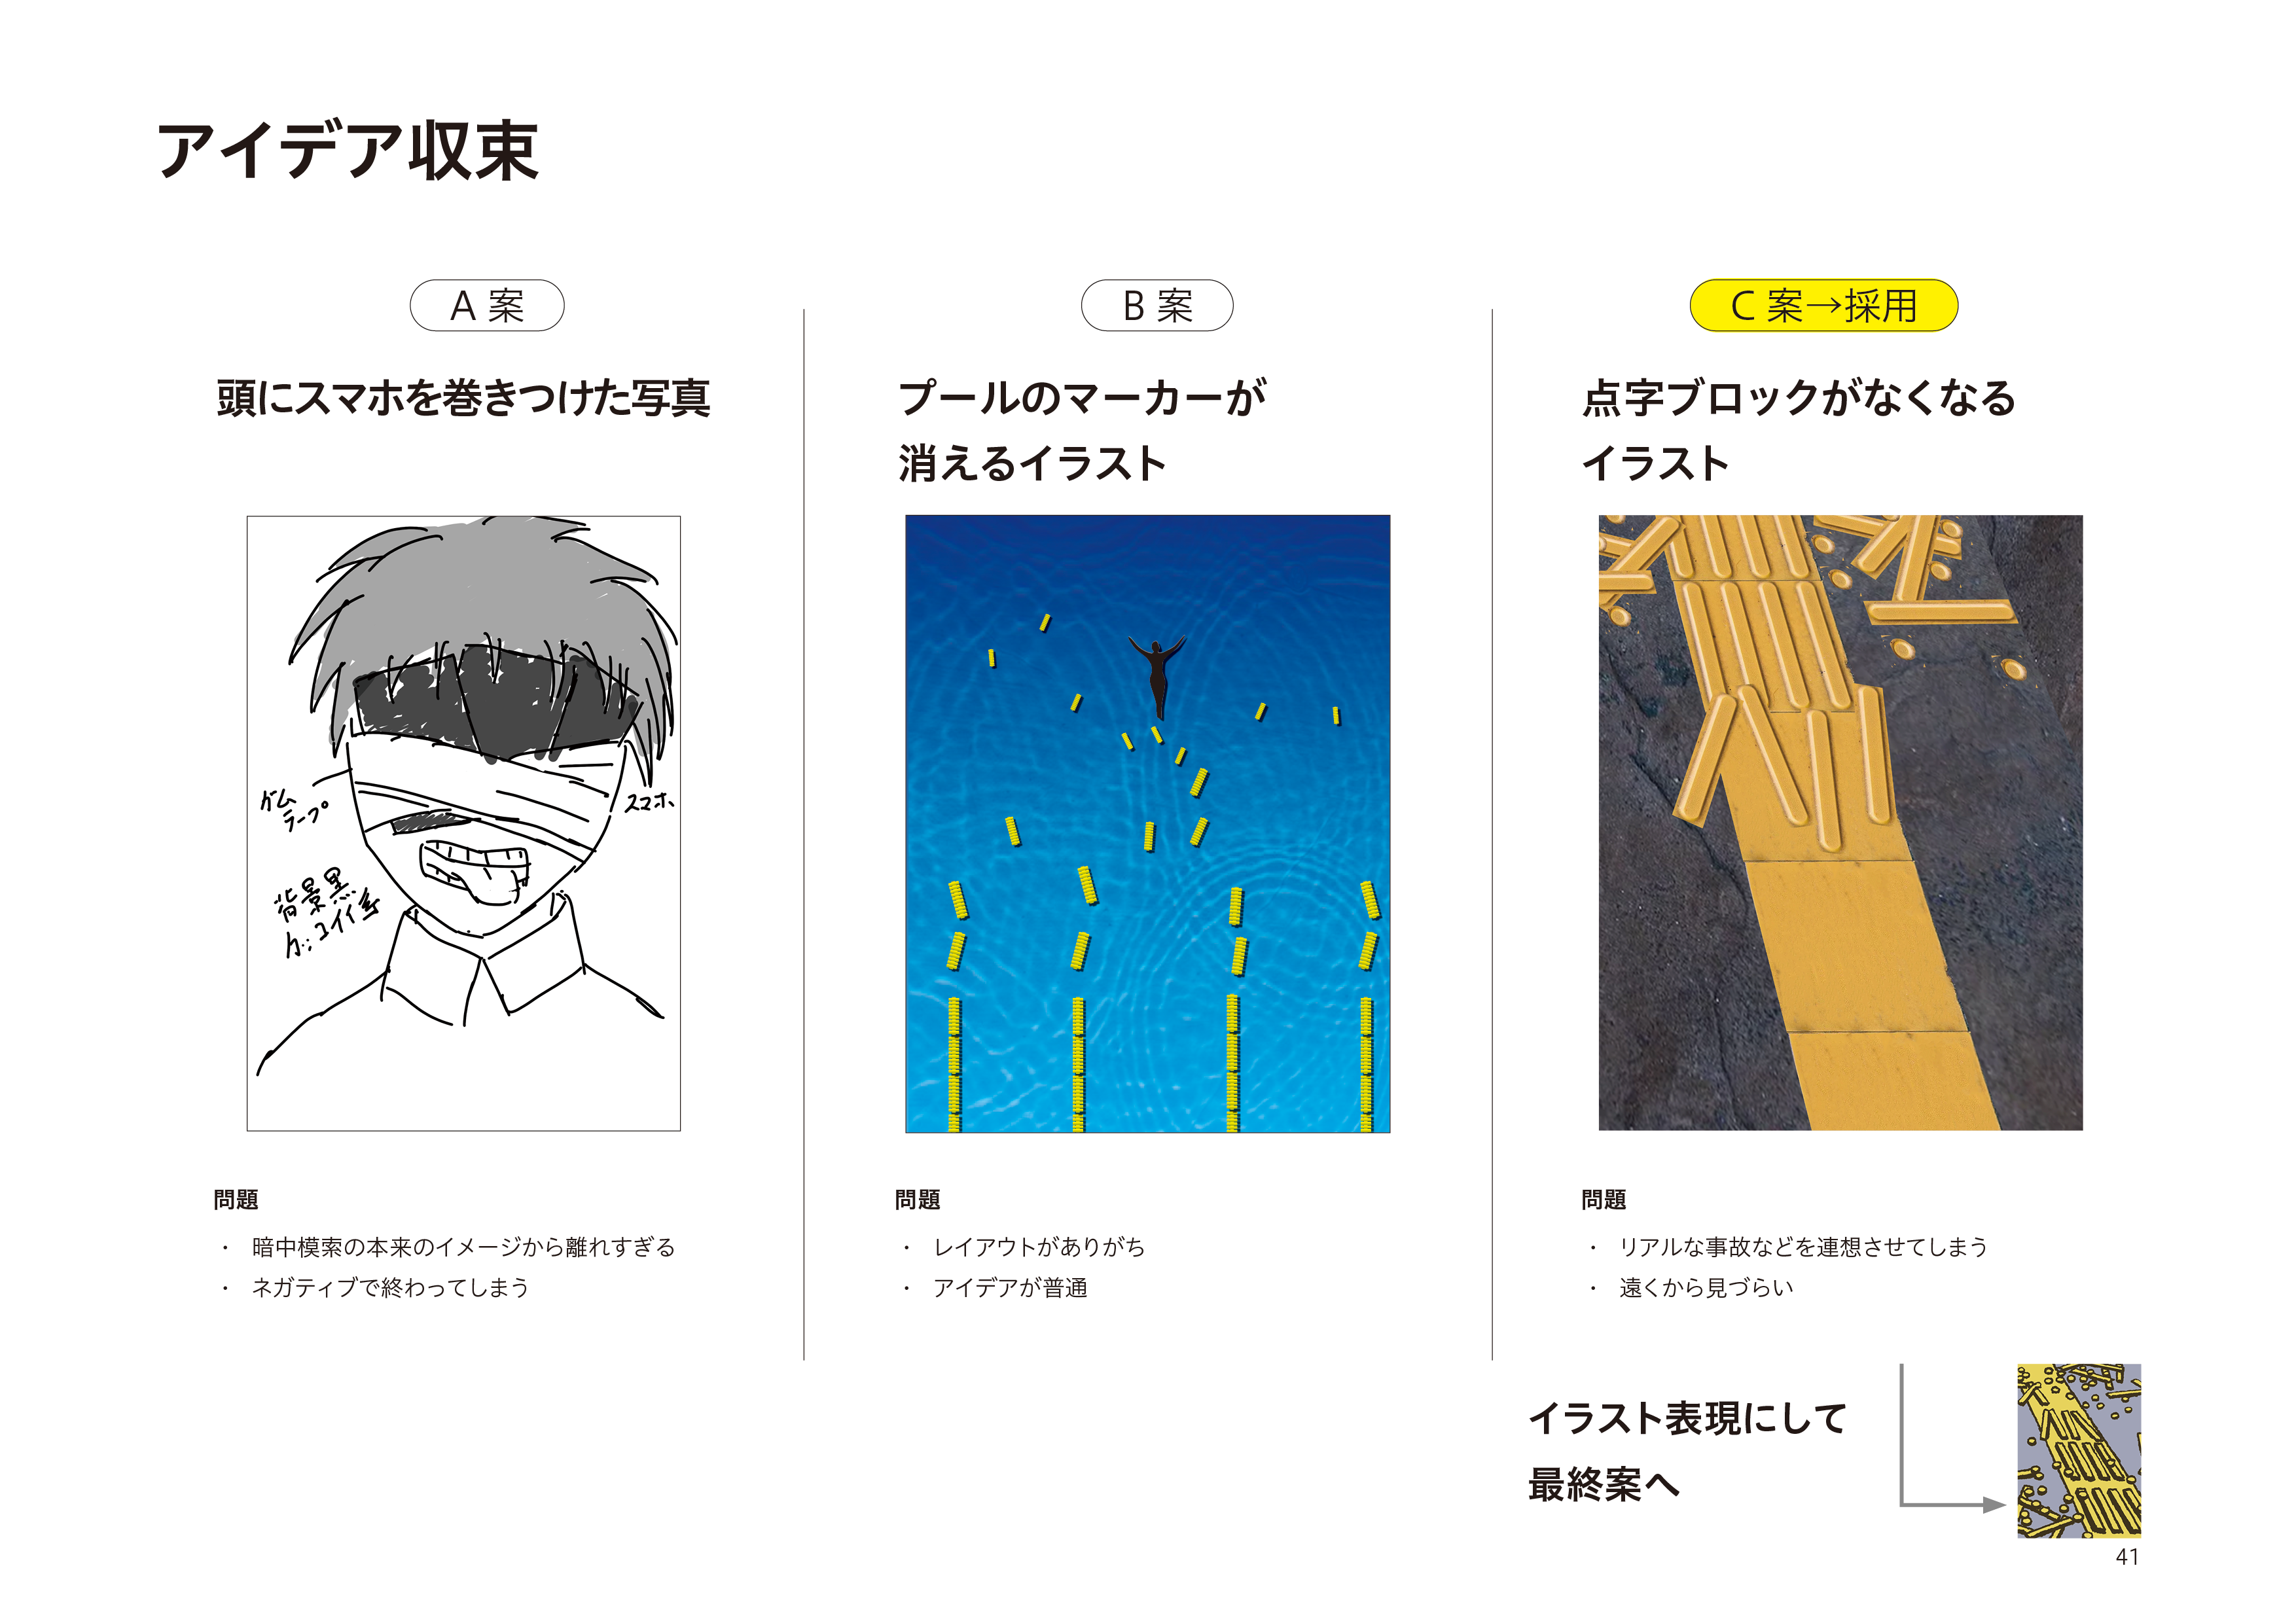 アイデア収束
A 案
頭にスマホを巻きつけた写真
ガム
テープ
スマホ
背景黒
問題
・ 暗中模索の本来のイメージから離れすぎる
・ ネガティブで終わってしまう
B 案
プールのマーカーが
消えるイラスト
問題
・ レイアウトがありがち
・ アイデアが普通
C 案→採用
点字ブロックがなくなる
イラスト
問題
・ リアルな事故などを連想させてしまう
・ 遠くから見づらい
イラスト表現にして
最終案へ
41